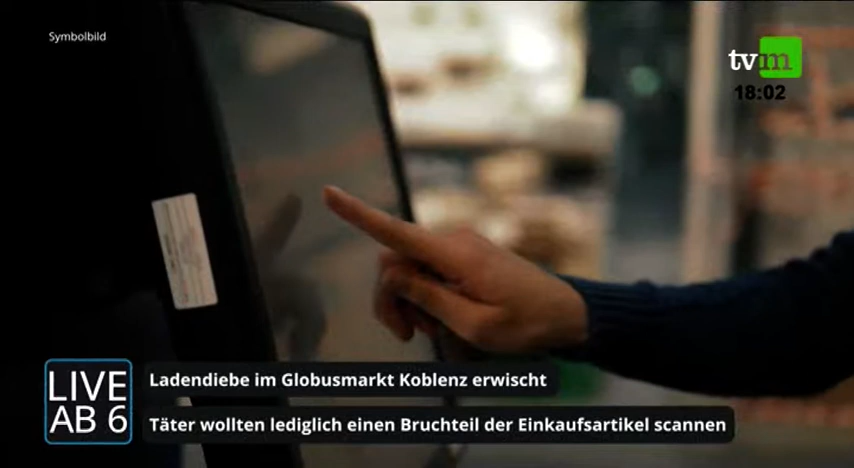 Symbolbild
tvm
18:02
LIVE
AB 6
Ladendiebe im Globusmarkt Koblenz erwischt
Täter wollten lediglich einen Bruchteil der Einkaufsartikel scannen